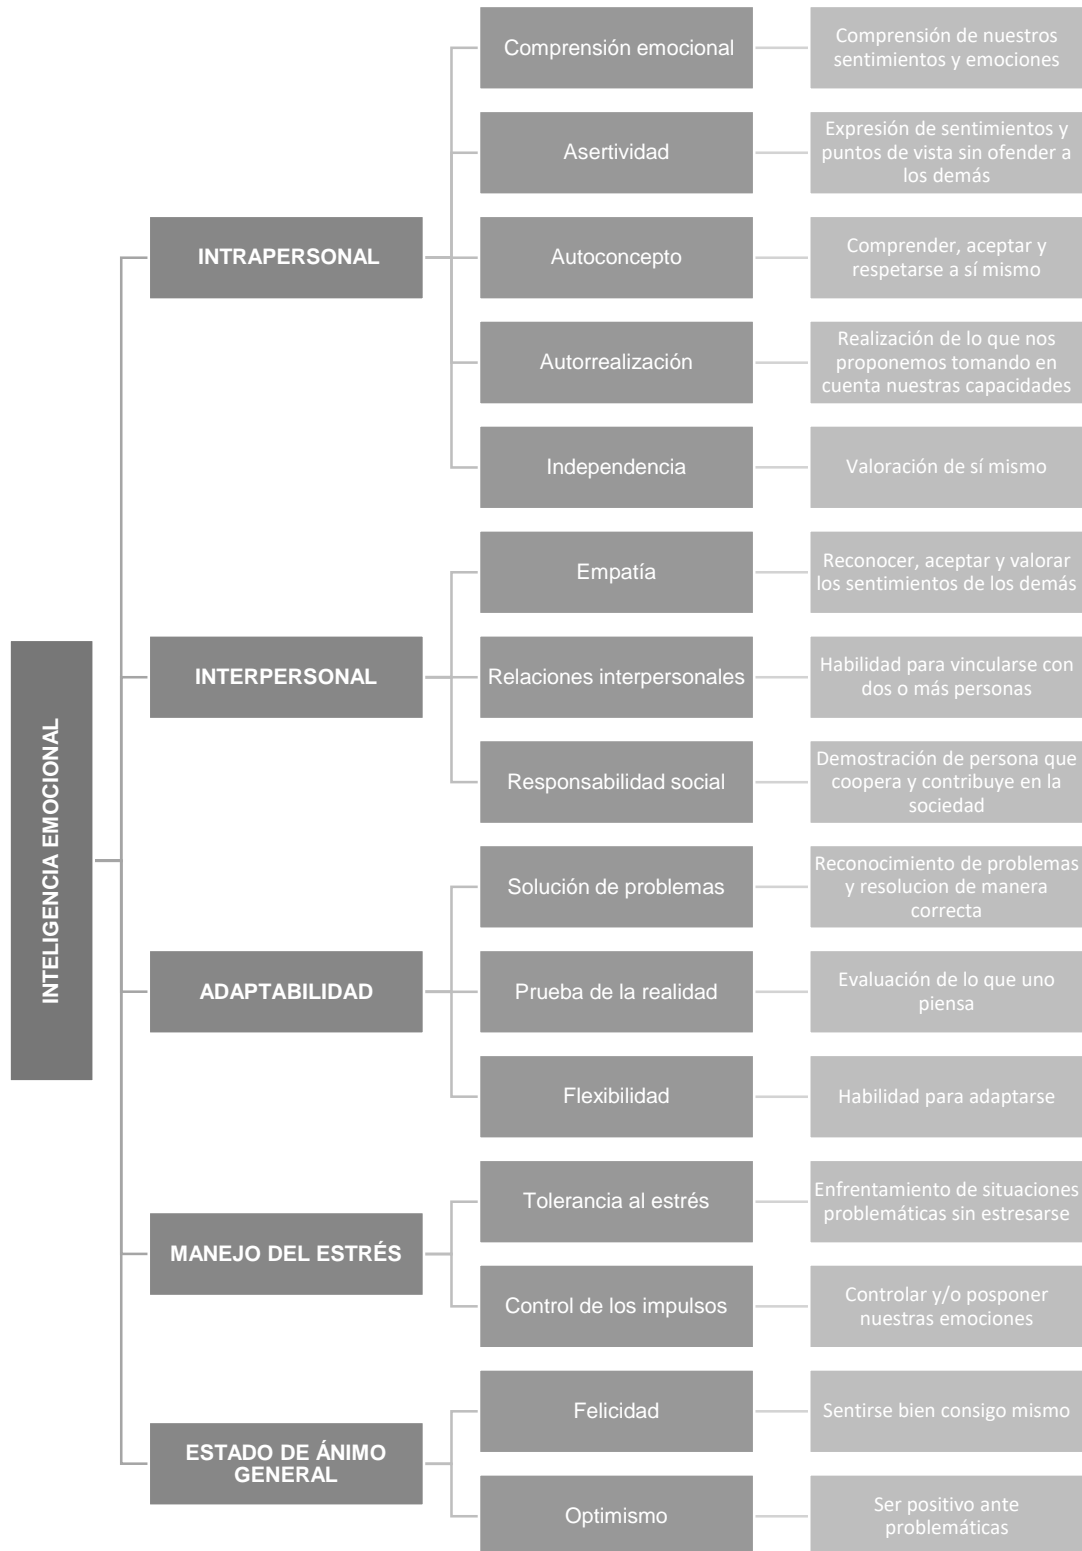 INTELIGENCIA EMOCIONAL
INTRAPERSONAL
Comprensión emocional
Comprensión de nuestros
sentimientos y emociones
Asertividad
Expresión de sentimientos y
puntos de vista sin ofender a
los demás
Autoconcepto
Comprender, aceptar y
respetarse a sí mismo
Autorrealización
Realización de lo que nos
proponemos tomando en
cuenta nuestras capacidades
Independencia
Valoración de sí mismo
INTERPERSONAL
Empatía
Reconocer, aceptar y valorar
los sentimientos de los demás
Relaciones interpersonales
Habilidad para vincularse con
dos o más personas
Responsabilidad social
Demostración de persona que
coopera y contribuye en la
sociedad
ADAPTABILIDAD
Solución de problemas
Reconocimiento de problemas
y resolucion de manera
correcta
Prueba de la realidad
Evaluación de lo que uno
piensa
Flexibilidad
Habilidad para adaptarse
MANEJO DEL ESTRÉS
Tolerancia al estrés
Enfrentamiento de situaciones
problemáticas sin estresarse
Control de los impulsos
Controlar y/o posponer
nuestras emociones
ESTADO DE ÁNIMO
GENERAL
Felicidad
Sentirse bien consigo mismo
Optimismo
Ser positivo ante
problemáticas